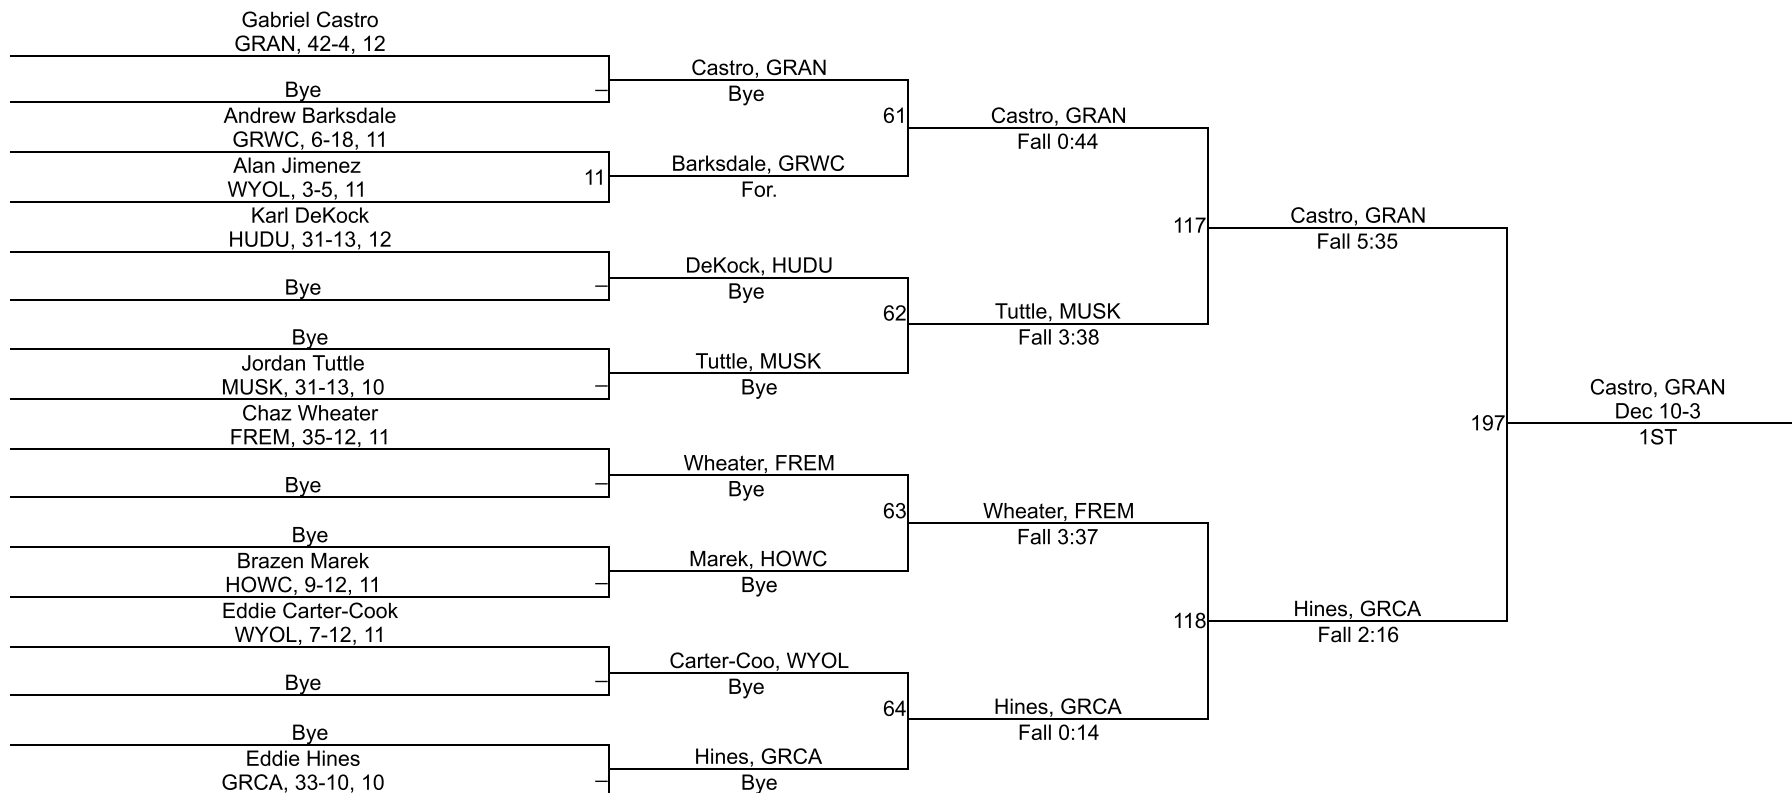 Gabriel Castro
GRAN, 42-4, 12
Bye
Andrew Barksdale
GRWC, 6-18, 11
Alan Jimenez
WYOL, 3-5, 11
11
Karl DeKock
HUDU, 31-13, 12
Bye
Bye
Jordan Tuttle
MUSK, 31-13, 10
Chaz Wheater
FREM, 35-12, 11
Bye
Bye
Brazen Marek
HOWC, 9-12, 11
Eddie Carter-Cook
WYOL, 7-12, 11
Bye
Bye
Eddie Hines
GRCA, 33-10, 10
Castro, GRAN
Bye
61
Barksdale, GRWC
For.
DeKock, HUDU
Bye
62
Tuttle, MUSK
Bye
Wheater, FREM
Bye
63
Marek, HOWC
Bye
Carter-Coo, WYOL
Bye
64
Hines, GRCA
Bye
Castro, GRAN
Fall 0:44
117
Tuttle, MUSK
Fall 3:38
Wheater, FREM
Fall 3:37
118
Hines, GRCA
Fall 0:14
Castro, GRAN
Fall 5:35
197
Hines, GRCA
Fall 2:16
Castro, GRAN
Dec 10-3
1ST